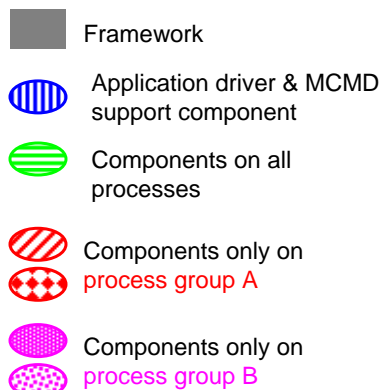 Framework
Application driver & MCMD
support component
Components on all
processes
Components only on
process group A
Components only on
process group B